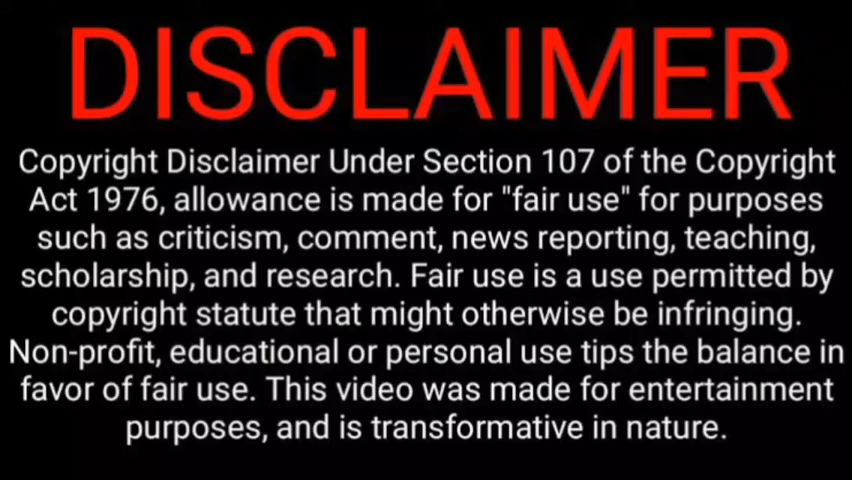 DISCLAIMER
Copyright Disclaimer Under Section 107 of the Copyright
Act 1976, allowance is made for "fair use" for purposes
such as criticism, comment, news reporting, teaching,
scholarship, and research. Fair use is a use permitted by
copyright statute that might otherwise be infringing.
Non-profit, educational or personal use tips the balance in
favor of fair use. This video was made for entertainment
purposes, and is transformative in nature.